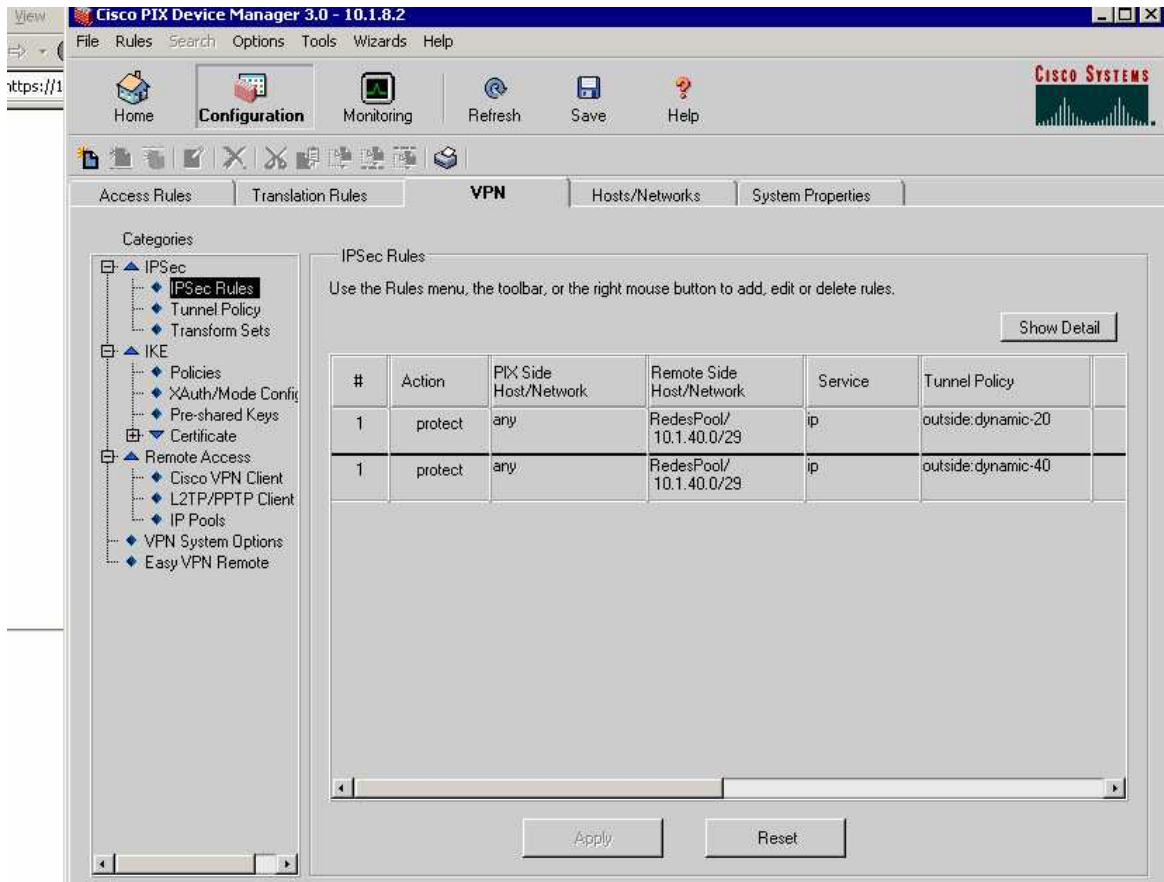 View
Cisco PIX Device Manager 3.0 - 10.1.8.2
File Rules Search Options Tools Wizards Help
https://1
Home Configuration Monitoring Refresh Save Help
CISCO SYSTEMS
Access Rules Translation Rules VPN Hosts/Networks System Properties
Categories
IPSec
IPSec Rules
Tunnel Policy
Transform Sets
IKE
Policies
XAuth/Mode Config
Pre-shared Keys
Certificate
Remote Access
Cisco VPN Client
L2TP/PPTP Client
IP Pools
VPN System Options
Easy VPN Remote
IPSec Rules
Use the Rules menu, the toolbar, or the right mouse button to add, edit or delete rules.
Show Detail
# Action PIX Side Host/Network Remote Side Host/Network Service Tunnel Policy
1 protect any RedesPool/ 10.1.40.0/29 ip outside:dynamic-20
1 protect any RedesPool/ 10.1.40.0/29 ip outside:dynamic-40
Apply Reset